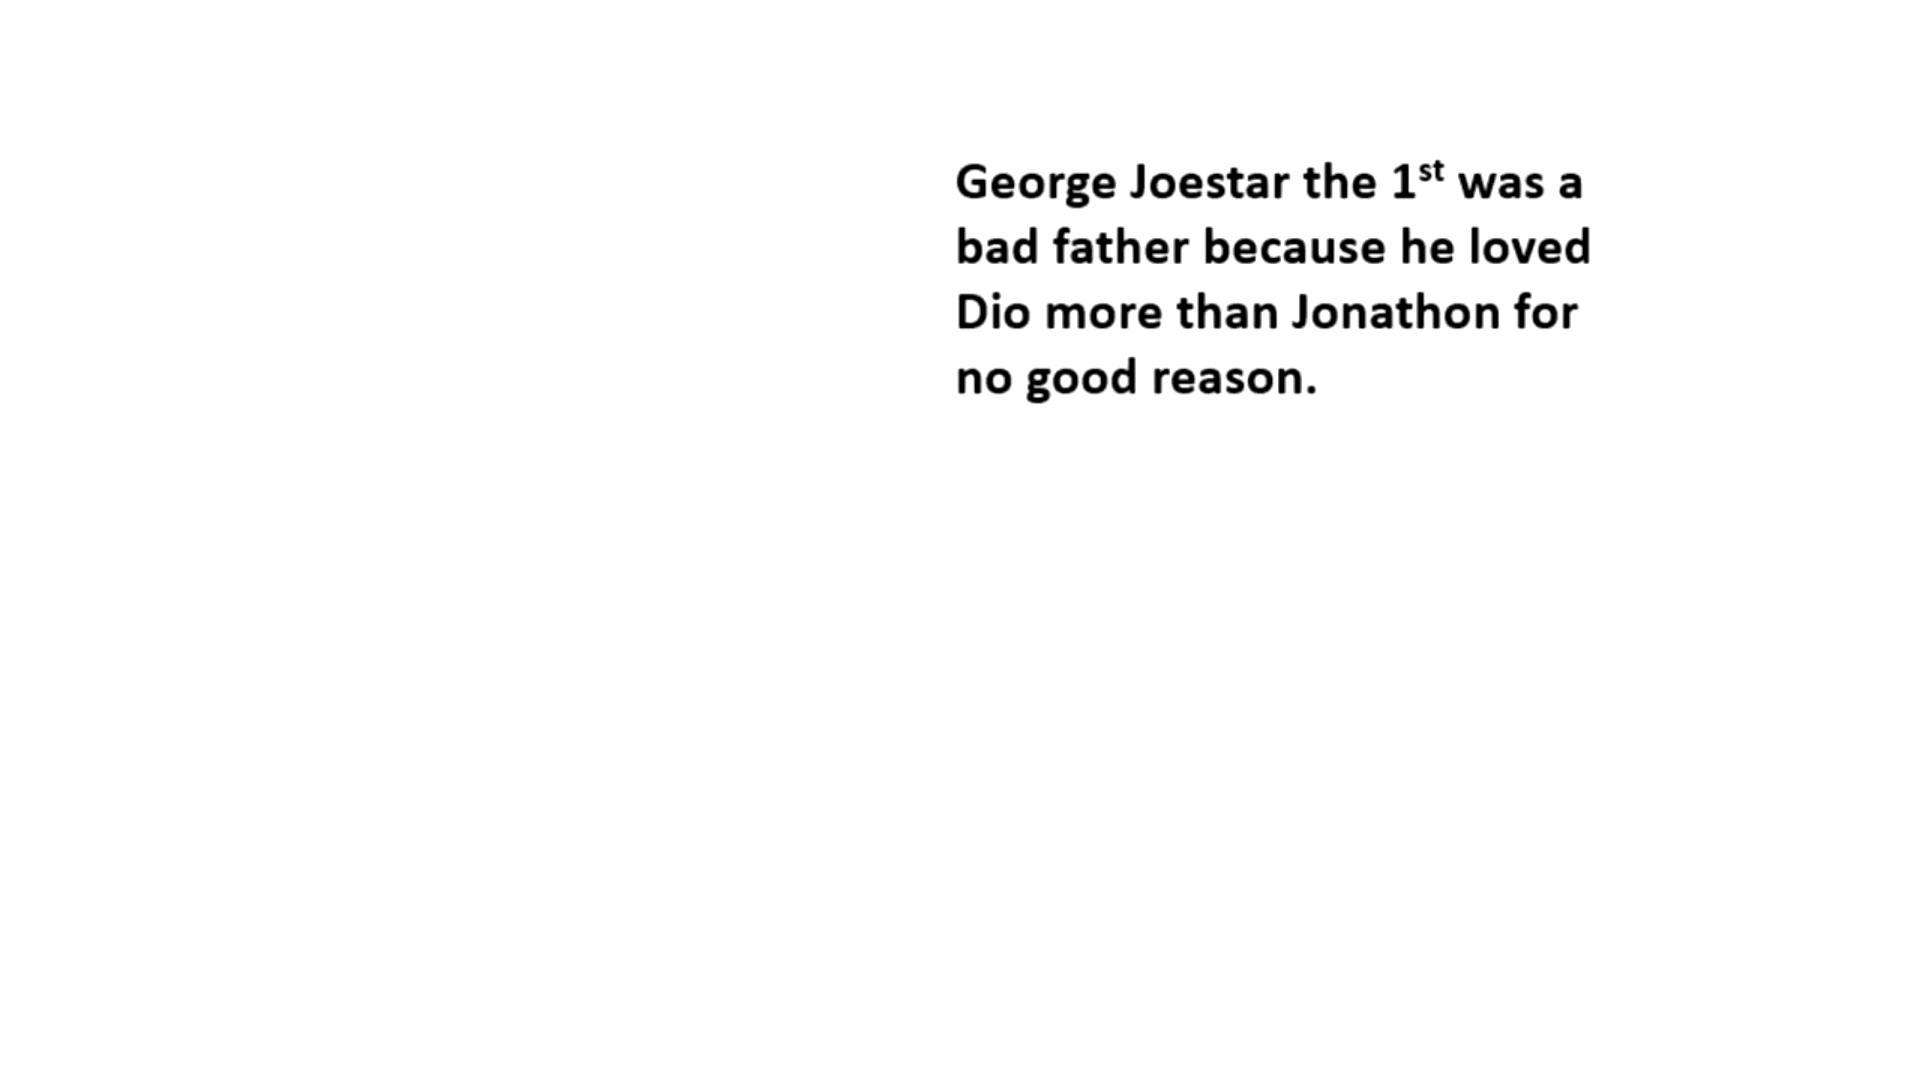 George Joestar the 1st was a
bad father because he loved
Dio more than Jonathon for
no good reason.